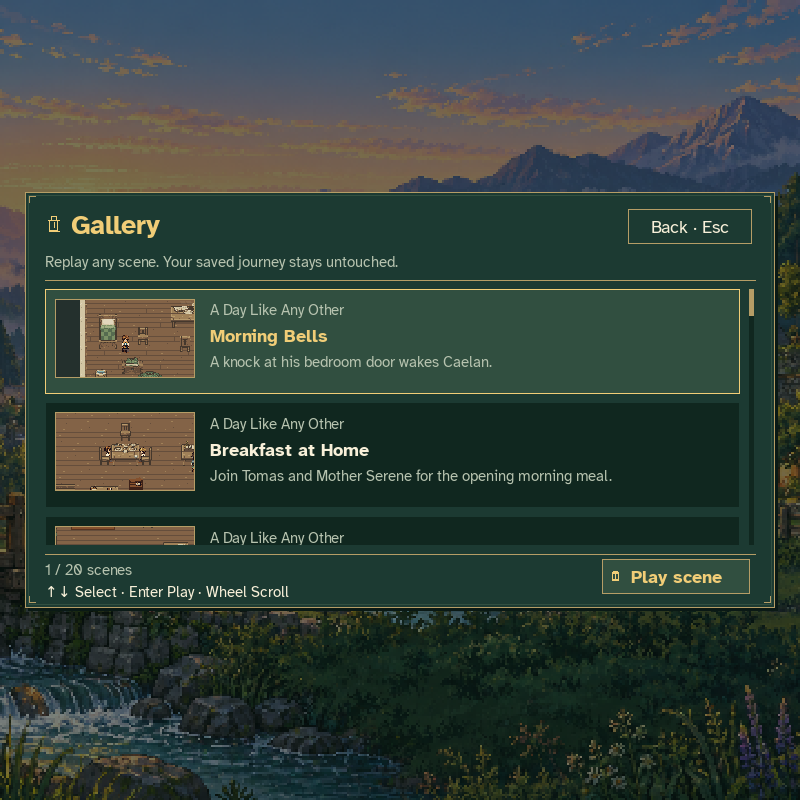 Gallery
Back · Esc
Replay any scene. Your saved journey stays untouched.
A Day Like Any Other
Morning Bells
A knock at his bedroom door wakes Caelan.
A Day Like Any Other
Breakfast at Home
Join Tomas and Mother Serene for the opening morning meal.
A Day Like Any Other
1 / 20 scenes
Play scene
↑↓ Select · Enter Play · Wheel Scroll